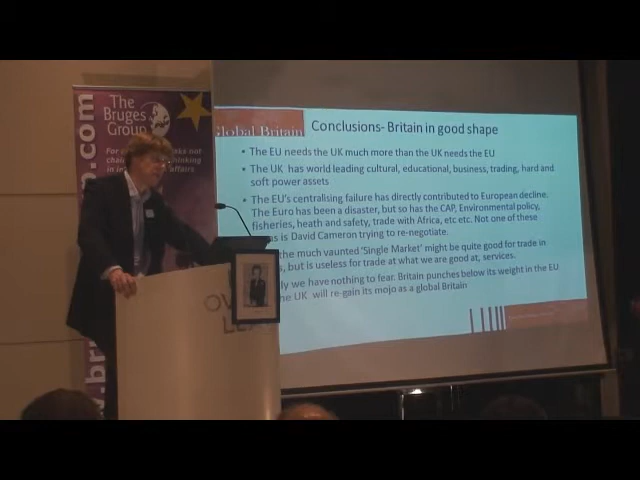 The
Bruges
Group
.com
Global Britain
Conclusions- Britain in good shape
• The EU needs the UK much more than the UK needs the EU
• The UK has world leading cultural, educational, business, trading, hard and
soft power assets
• The EU's centralising failure has directly contributed to European decline.
The Euro has been a disaster, but so has the CAP, Environmental policy,
fisheries, heath and safety, trade with Africa, etc etc. Not one of these
is David Cameron trying to re-negotiate.
the much vaunted 'Single Market' might be quite good for trade in
, but is useless for trade at what we are good at, services.
we have nothing to fear. Britain punches below its weight in the EU
UK will re-gain its mojo as a global Britain